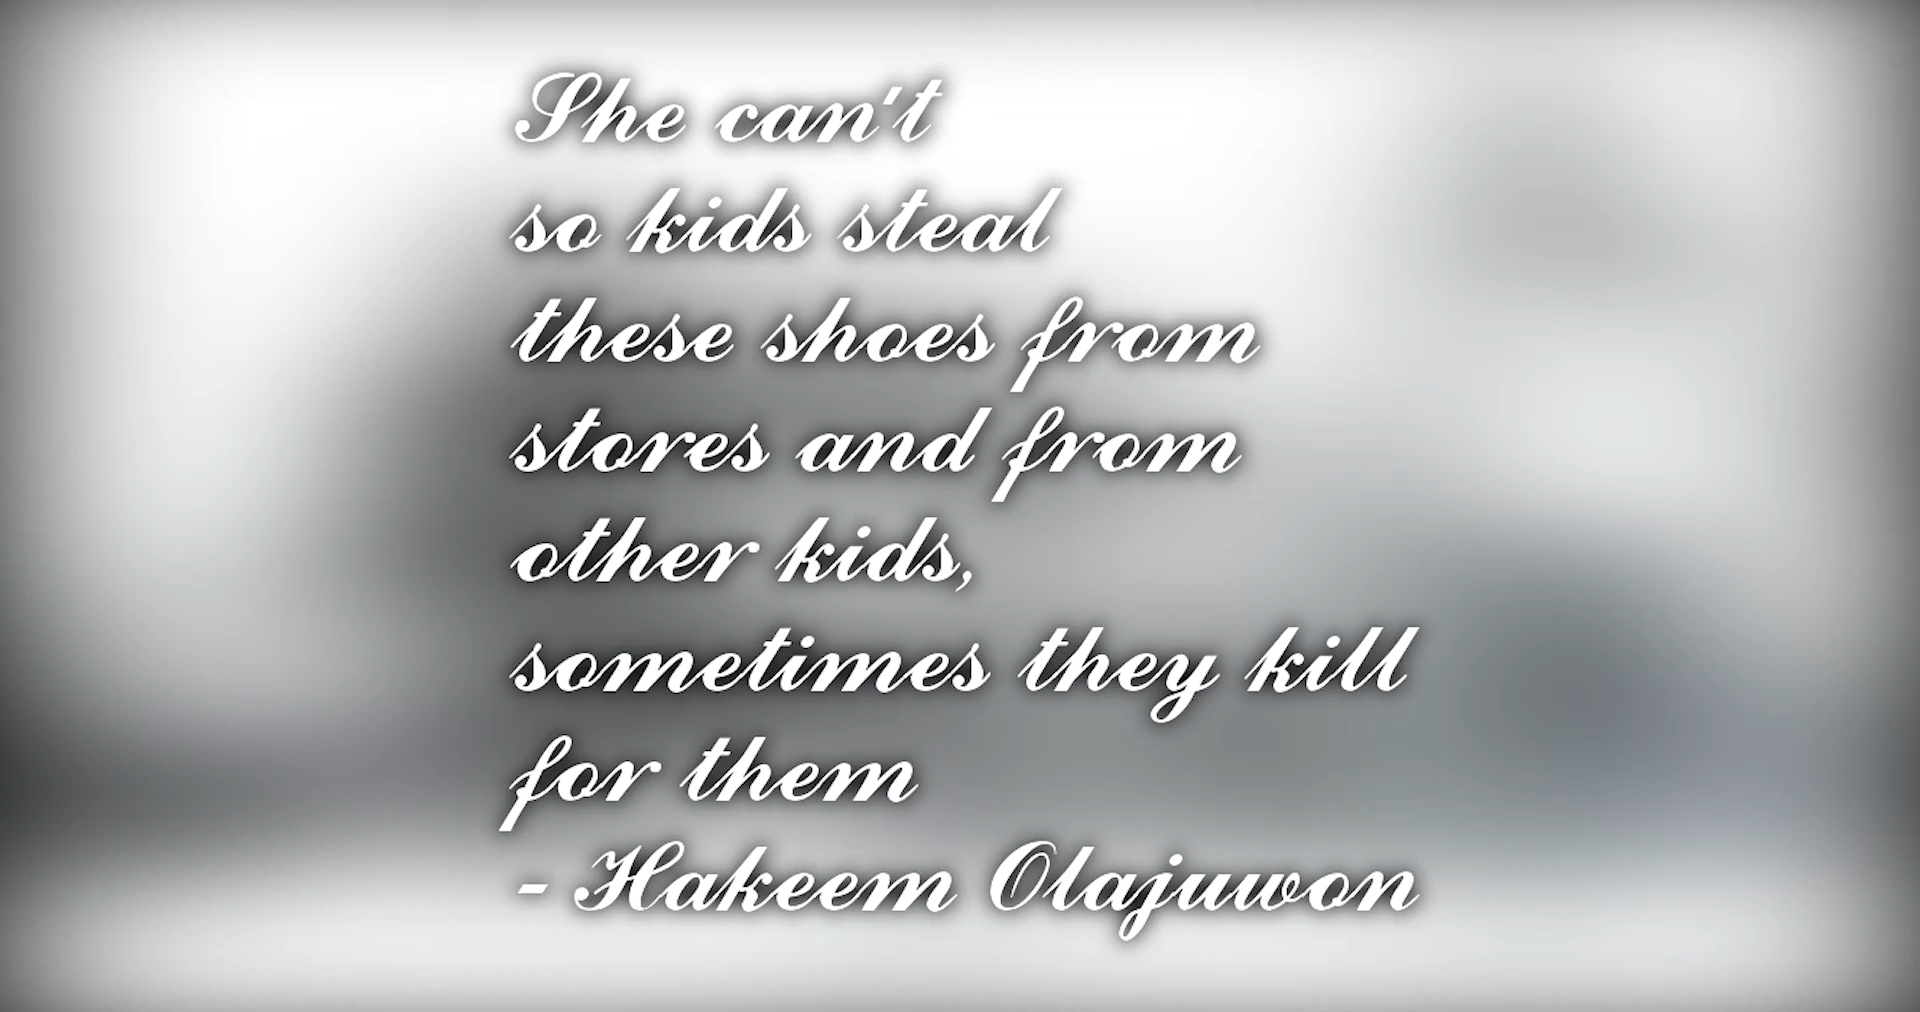 She can't
so kids steal
these shoes from
stores and from
other kids,
sometimes they kill
for them
- Hakeem Olajuwon